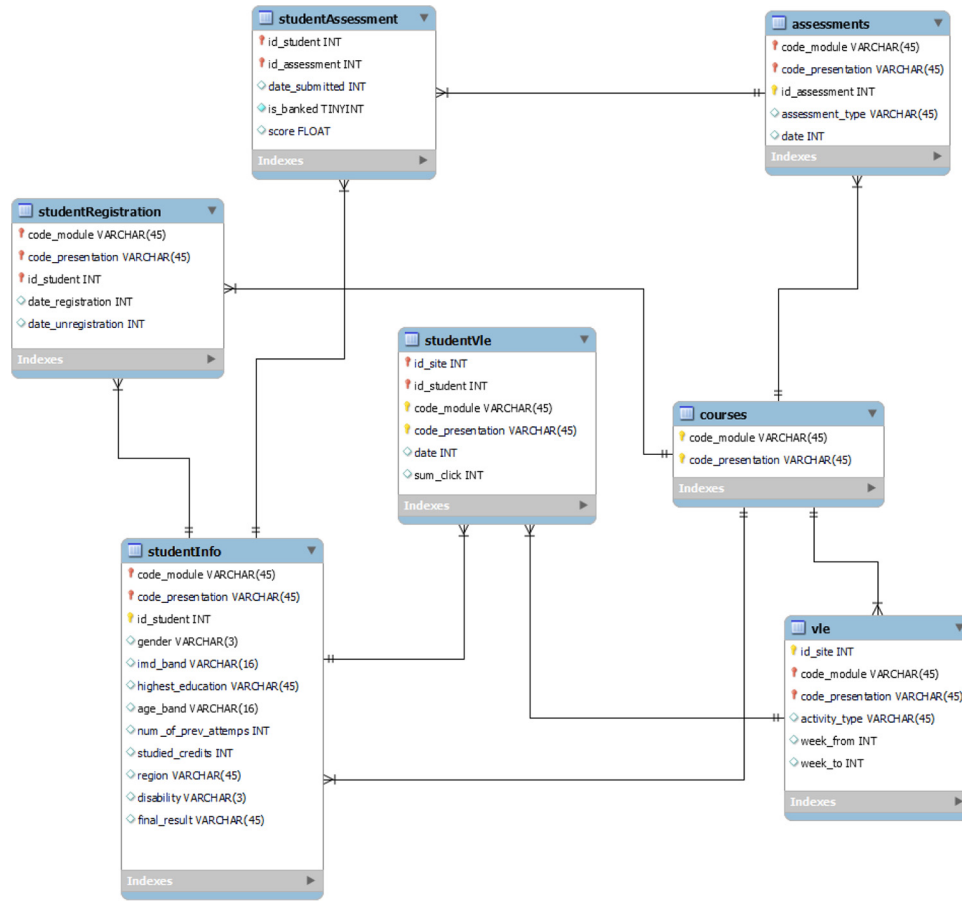 studentAssessment
id_student INT
id_assessment INT
date_submitted INT
is_banked TINYINT
score FLOAT
Indexes
assessments
code_module VARCHAR(45)
code_presentation VARCHAR(45)
id_assessment INT
assessment_type VARCHAR(45)
date INT
Indexes
studentRegistration
code_module VARCHAR(45)
code_presentation VARCHAR(45)
id_student INT
date_registration INT
date_unregistration INT
Indexes
studentVle
id_site INT
id_student INT
code_module VARCHAR(45)
code_presentation VARCHAR(45)
date INT
sum_click INT
Indexes
courses
code_module VARCHAR(45)
code_presentation VARCHAR(45)
Indexes
studentInfo
code_module VARCHAR(45)
code_presentation VARCHAR(45)
id_student INT
gender VARCHAR(3)
imd_band VARCHAR(16)
highest_education VARCHAR(45)
age_band VARCHAR(16)
num_of_prev_attemps INT
studied_credits INT
region VARCHAR(45)
disability VARCHAR(3)
final_result VARCHAR(45)
Indexes
vle
id_site INT
code_module VARCHAR(45)
code_presentation VARCHAR(45)
activity_type VARCHAR(45)
week_from INT
week_to INT
Indexes